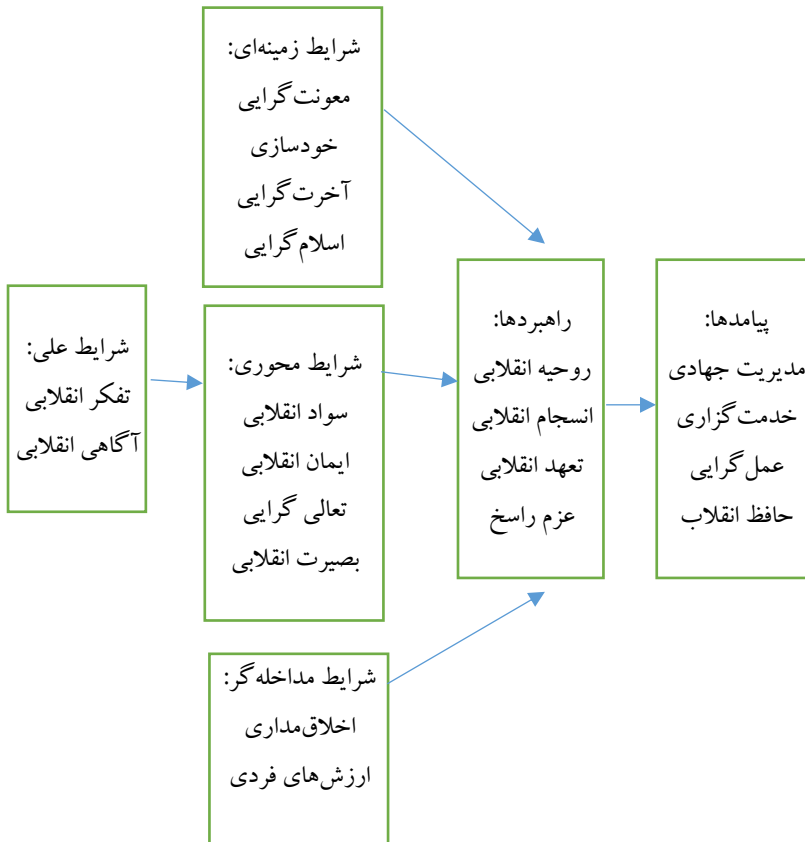 شرایط زمینه‌ای:
معونت‌گرایی
خودسازی
آخرت‌گرایی
اسلام‌گرایی
شرایط علی:
تفکر انقلابی
آگاهی انقلابی
شرایط محوری:
سواد انقلابی
ایمان انقلابی
تعالی گرایی
بصیرت انقلابی
راهبردها:
روحیه انقلابی
انسجام انقلابی
تعهد انقلابی
عزم راسخ
پیامدها:
مدیریت جهادی
خدمت‌گزاری
عمل‌گرایی
حافظ انقلاب
شرایط مداخله‌گر:
اخلاق‌مداری
ارزش‌های فردی